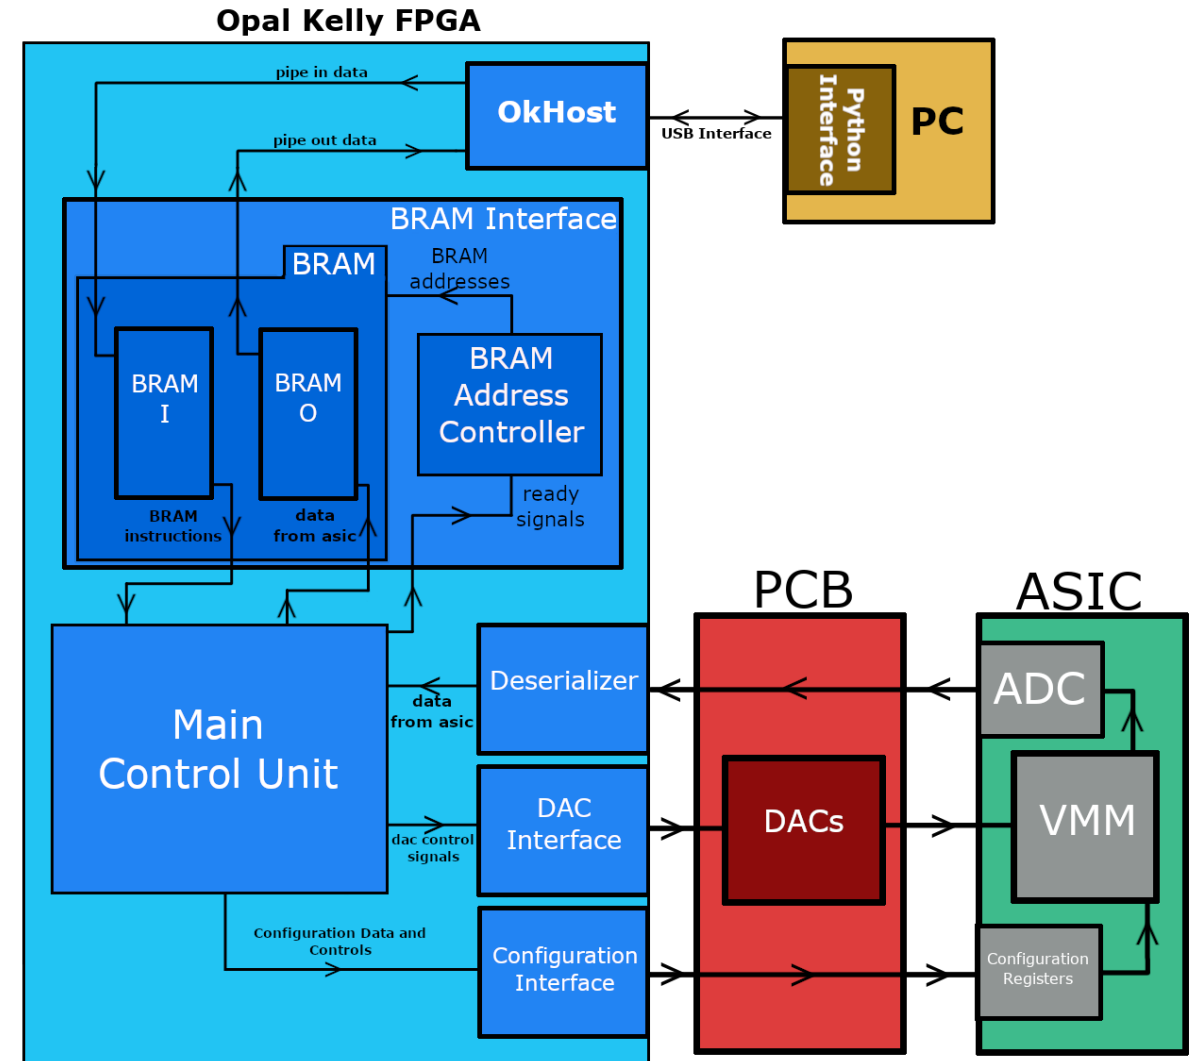 Opal Kelly FPGA
pipe in data
OkHost
pipe out data
USB Interface
Python
Interface
PC
BRAM Interface
BRAM
BRAM
addresses
BRAM
I
BRAM
O
BRAM
Address
Controller
BRAM
instructions
data
from asic
ready
signals
Main
Control Unit
Deserializer
data
from asic
DAC
Interface
dac control
signals
Configuration Data and
Controls
Configuration
Interface
PCB
DACs
ASIC
ADC
VMM
Configuration
Registers